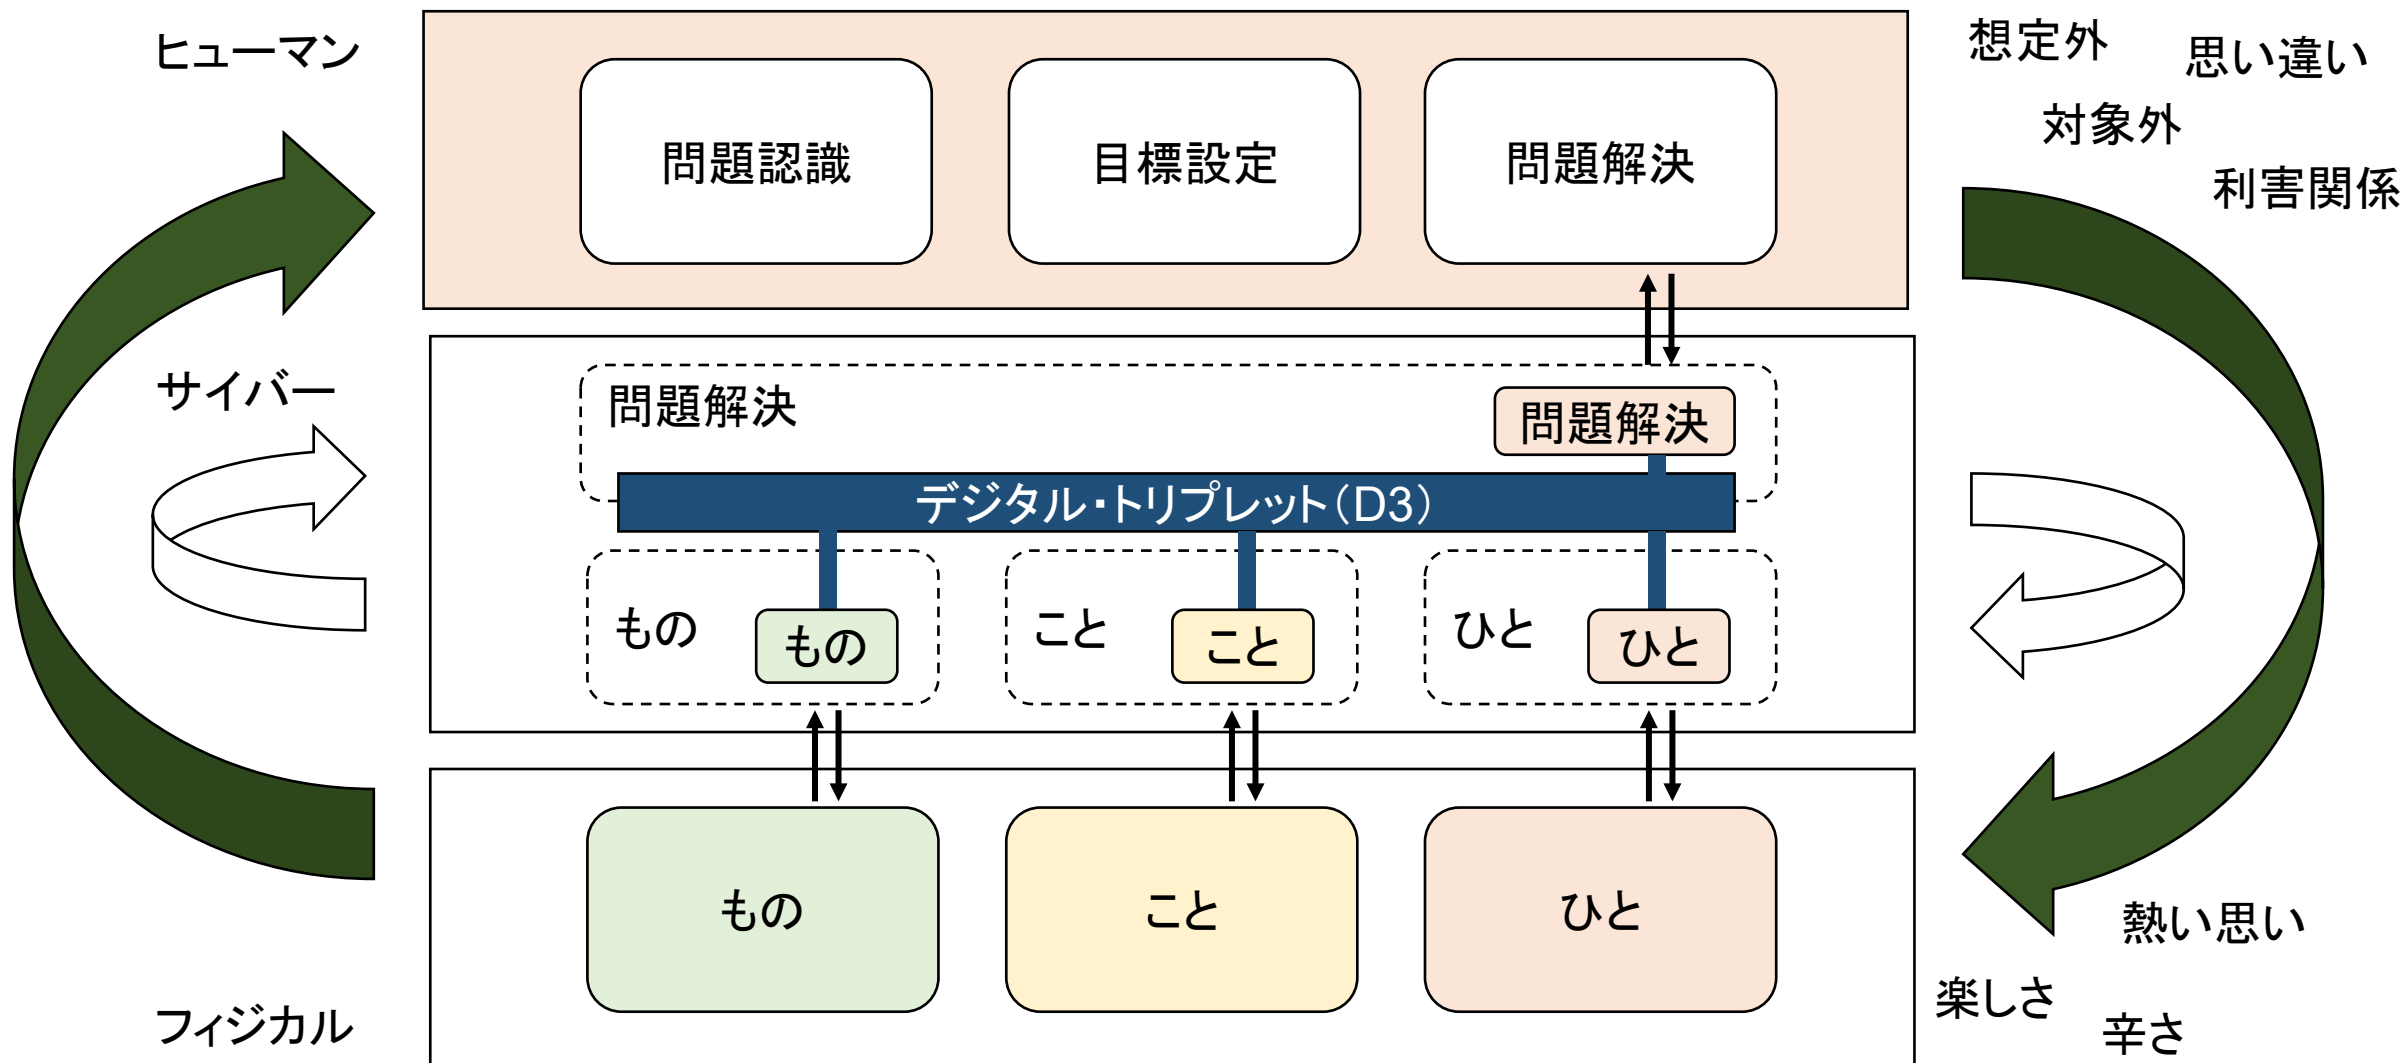 ヒューマン
想定外
思い違い
対象外
利害関係
問題認識
目標設定
問題解決
サイバー
問題解決
問題解決
デジタル・トリプレット（D3）
もの
もの
こと
こと
ひと
ひと
もの
こと
ひと
熱い思い
楽しさ
辛さ
フィジカル